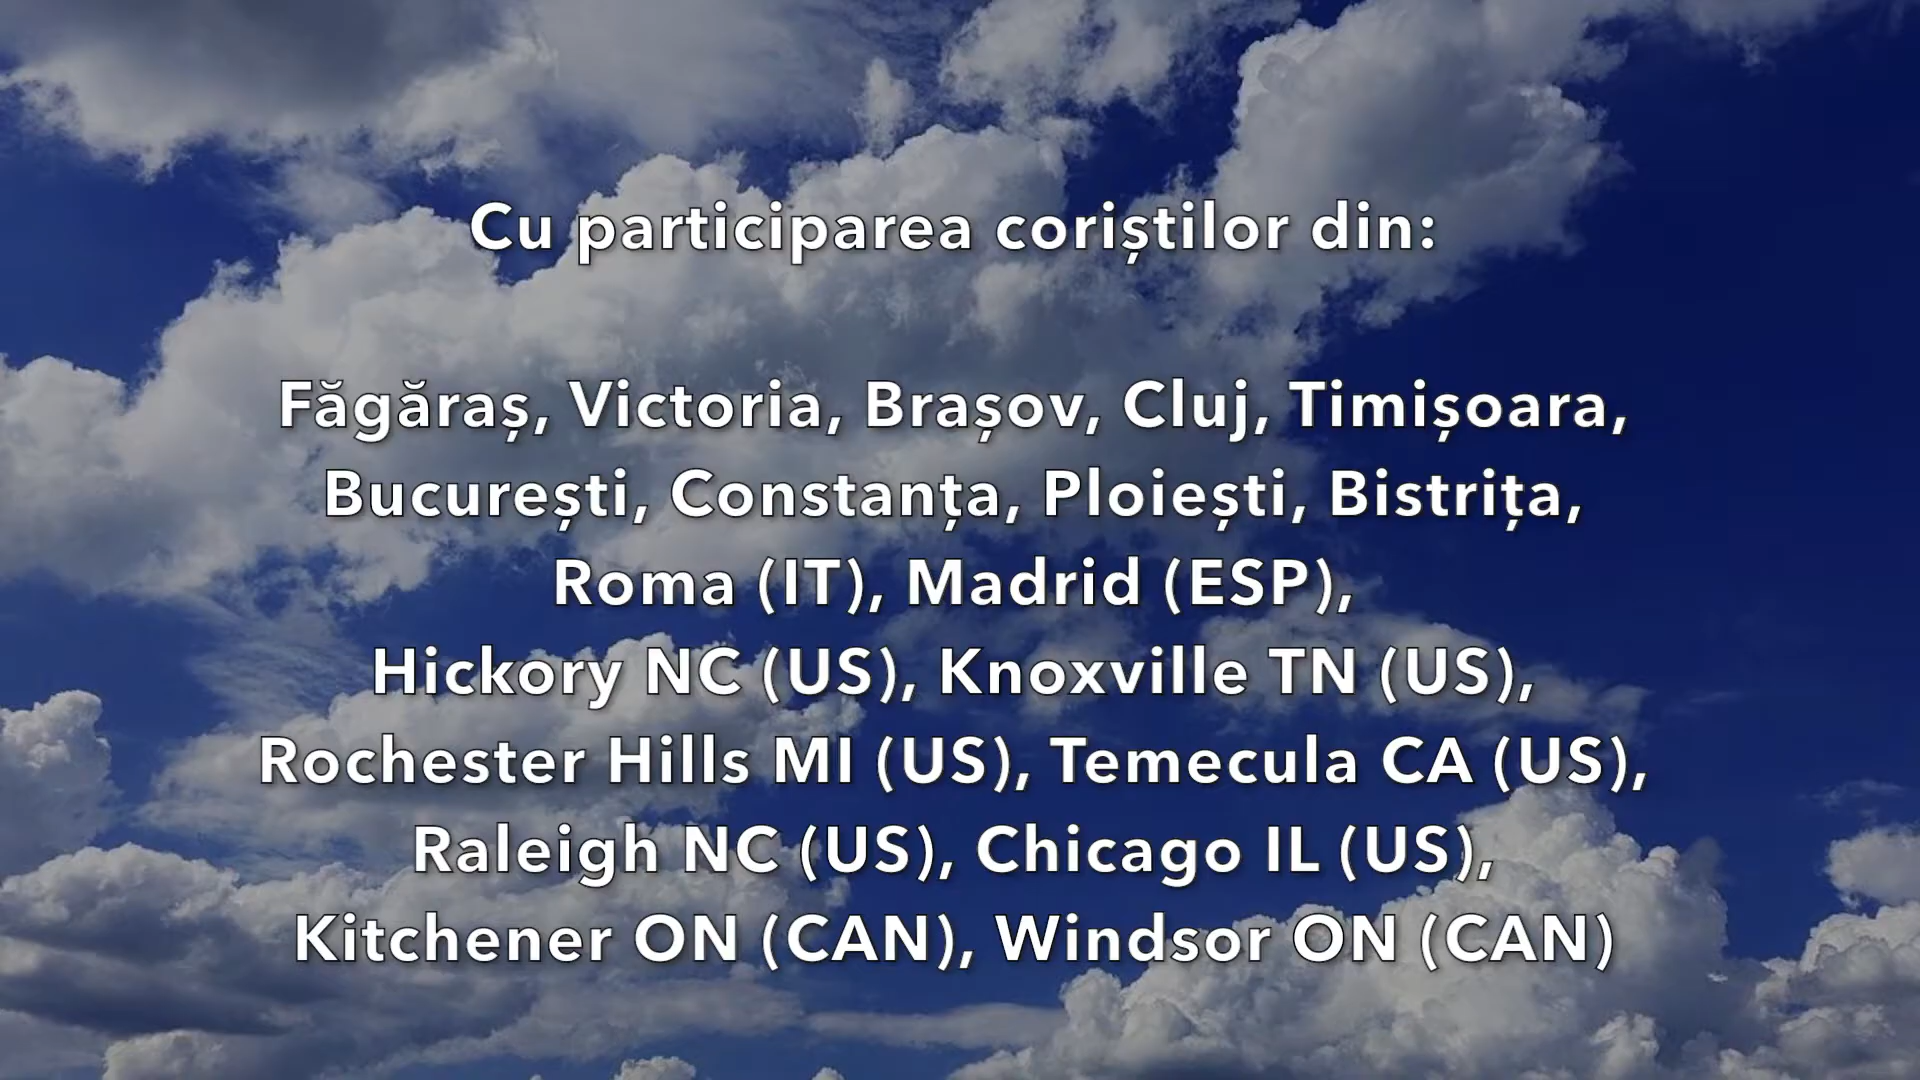 Cu participarea coriștilor din:
Făgăraș, Victoria, Brașov, Cluj, Timișoara,
București, Constanța, Ploiești, Bistrița,
Roma (IT), Madrid (ESP),
Hickory NC (US), Knoxville TN (US),
Rochester Hills MI (US), Temecula CA (US),
Raleigh NC (US), Chicago IL (US),
Kitchener ON (CAN), Windsor ON (CAN)